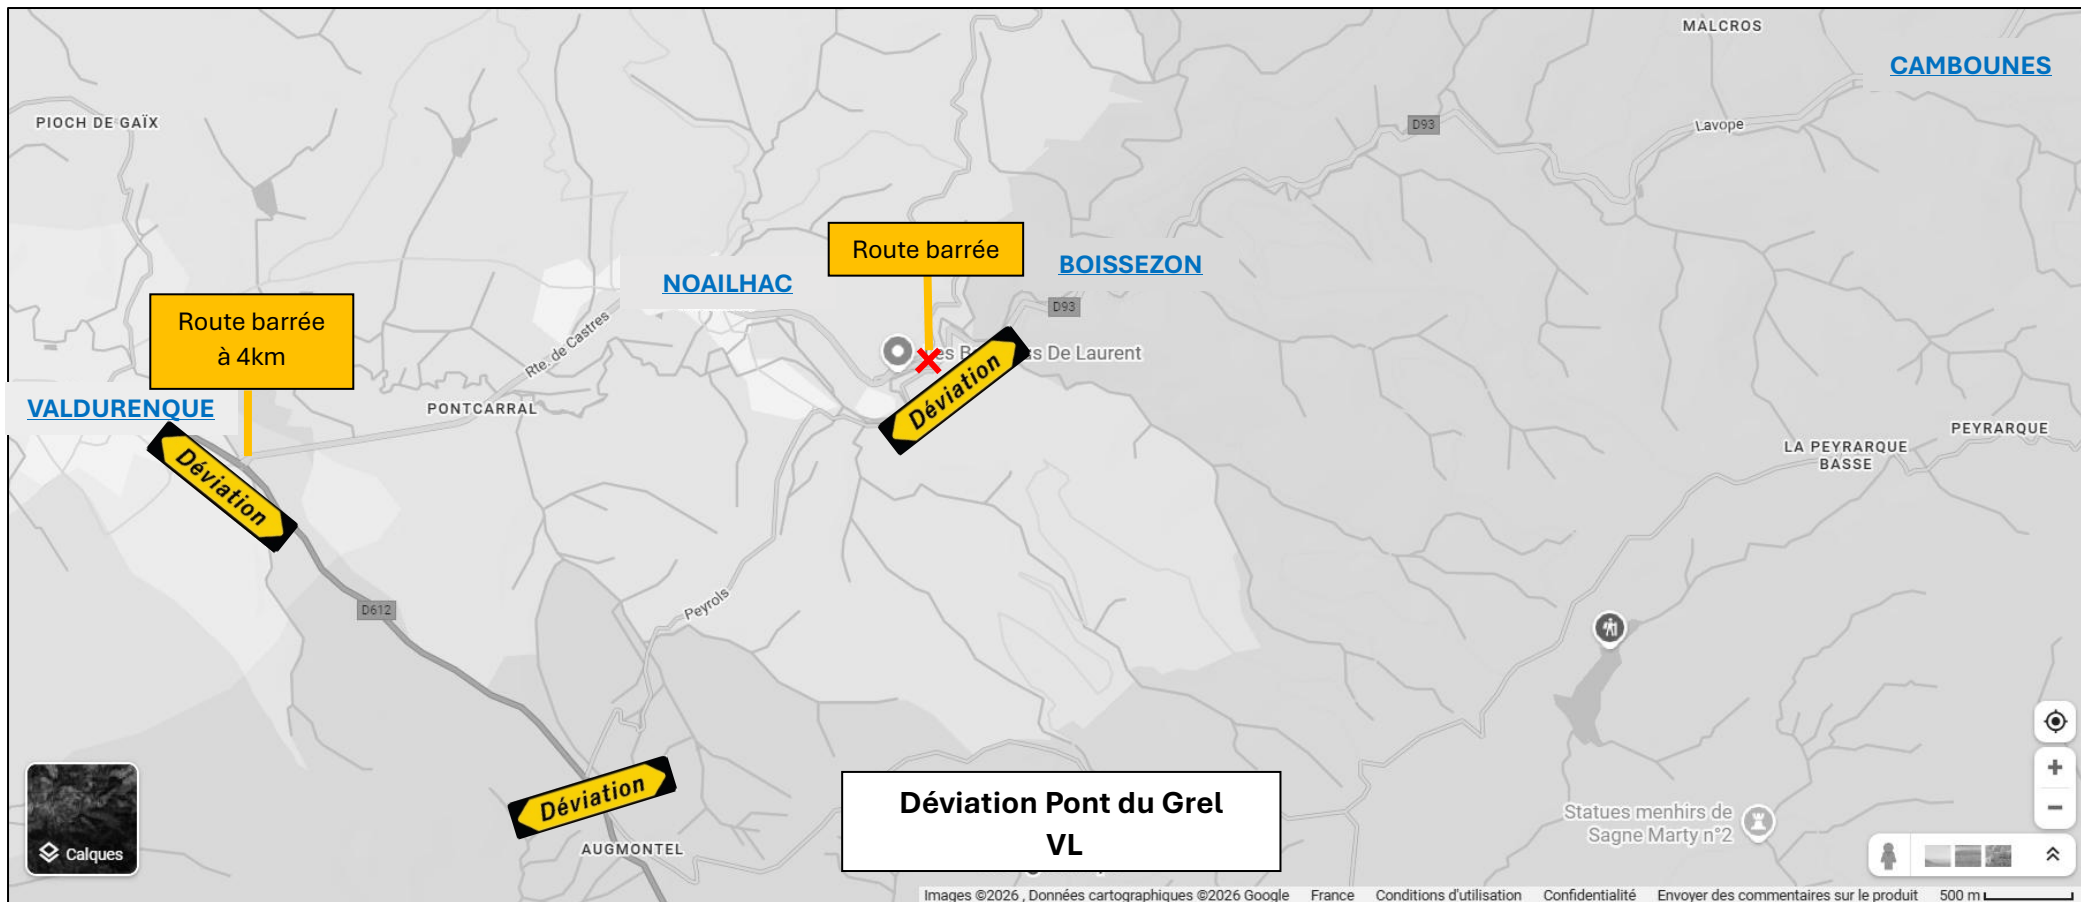 MALCROS
CAMBOUNES
PIOCH DE GAÏX
D93
Lavope
Route barrée
BOISSEZON
NOAILHAC
D93
Route barrée
à 4km
Rte. de Castres
De Laurent
Déviation
VALDURENQUE
PONTCARRAL
PEYRARQUE
LA PEYRARQUE
BASSE
Déviation
D612
Peyrols
Déviation
Déviation Pont du Grel
VL
Statues menhirs de
Sagne Marty n°2
AUGMONTEL
Calques
Images ©2026 , Données cartographiques ©2026 Google France Conditions d'utilisation Confidentialité Envoyer des commentaires sur le produit 500 m